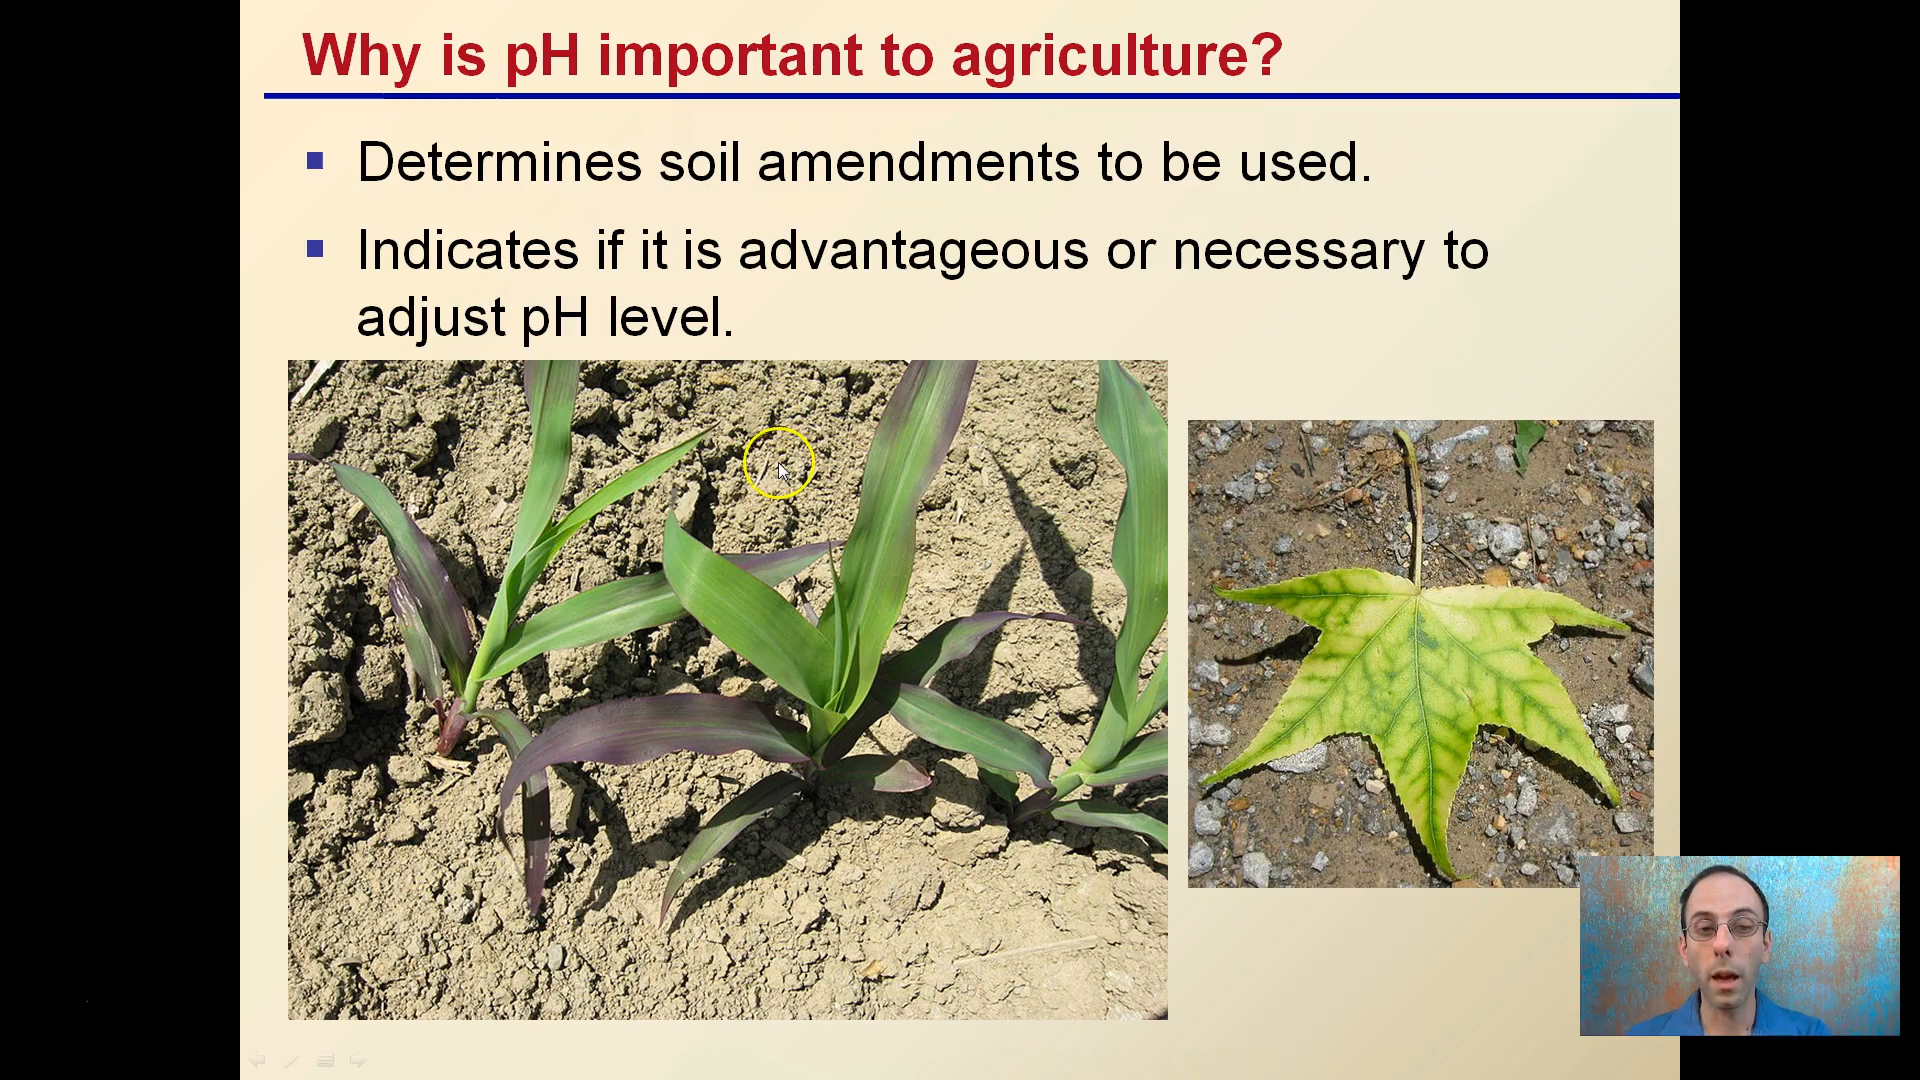 Why is pH important to agriculture?
Determines soil amendments to be used.
Indicates if it is advantageous or necessary to
adjust pH level.